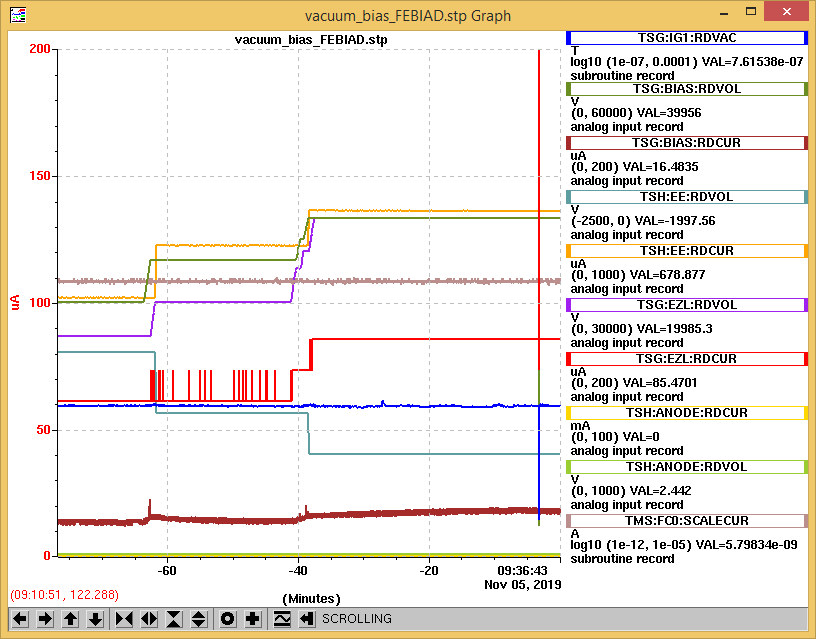 vacuum_bias_FEBIAD.stp Graph
vacuum_bias_FEBIAD.stp
200
150
100
50
0
uA
-60
-40
-20
09:36:43
Nov 05, 2019
(Minutes)
(09:10:51, 122.288)
SCROLLING
TSG:IG1:RDVAC
T
log10 (1e-07, 0.0001) VAL=7.61538e-07
subroutine record
TSG:BIAS:RDVOL
V
(0, 60000) VAL=39956
analog input record
TSG:BIAS:RDCUR
uA
(0, 200) VAL=16.4835
analog input record
TSH:EE:RDVOL
V
(-2500, 0) VAL=-1997.56
analog input record
TSH:EE:RDCUR
uA
(0, 1000) VAL=678.877
analog input record
TSG:EZL:RDVOL
V
(0, 30000) VAL=19985.3
analog input record
TSG:EZL:RDCUR
uA
(0, 200) VAL=85.4701
analog input record
TSH:ANODE:RDCUR
mA
(0, 100) VAL=0
analog input record
TSH:ANODE:RDVOL
V
(0, 1000) VAL=2.442
analog input record
TMS:FC0:SCALECUR
A
log10 (1e-12, 1e-05) VAL=5.79834e-09
subroutine record